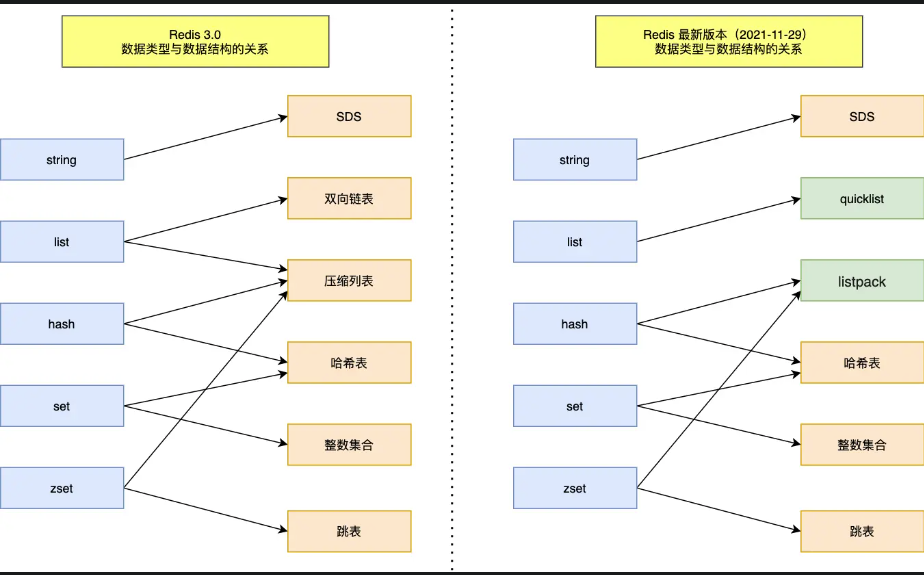 Redis 3.0
数据类型与数据结构的关系
SDS
string
双向链表
list
压缩列表
hash
哈希表
set
整数集合
zset
跳表
Redis 最新版本（2021-11-29）
数据类型与数据结构的关系
SDS
string
quicklist
list
listpack
hash
哈希表
set
整数集合
zset
跳表